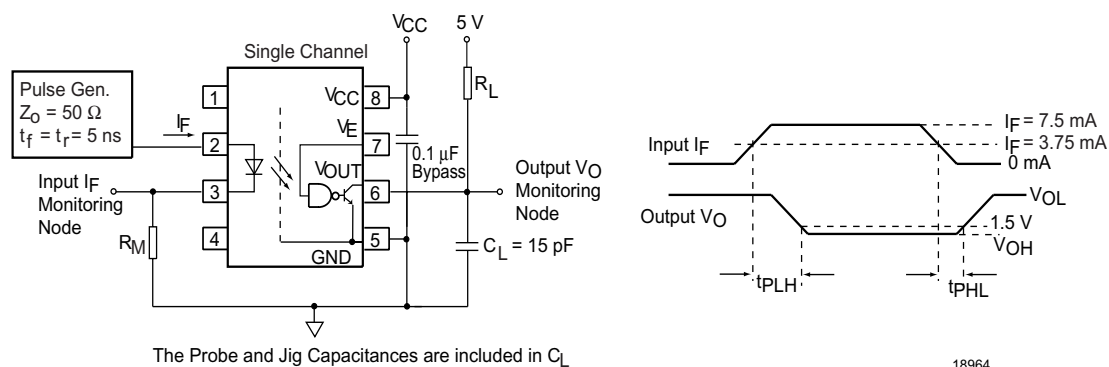 Single Channel
Pulse Gen.
Zo = 50 Ω
tf = tr = 5 ns
IF
1
2
3
4
VCC
8
VE
7
VOUT
6
5
GND
VCC
5 V
RL
0.1 μF
Bypass
Input IF
Monitoring
Node
RM
Output VO
Monitoring
Node
CL = 15 pF
The Probe and Jig Capacitances are included in CL
Input IF
IF = 7.5 mA
IF = 3.75 mA
0 mA
Output VO
VOL
1.5 V
VOH
tPLH
tPHL
18964